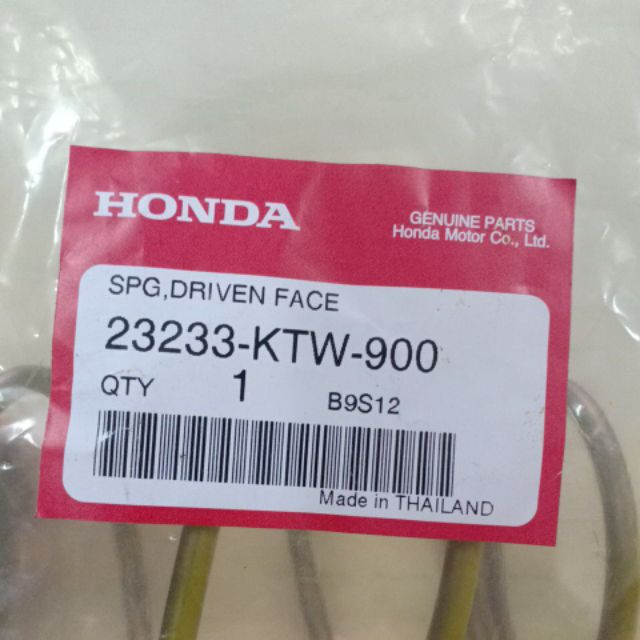 HONDA
GENUINE PARTS
Honda Motor Co., Ltd.
SPG,DRIVEN FACE
23233-KTW-900
QTY 1 B9S12
Made in THAILAND